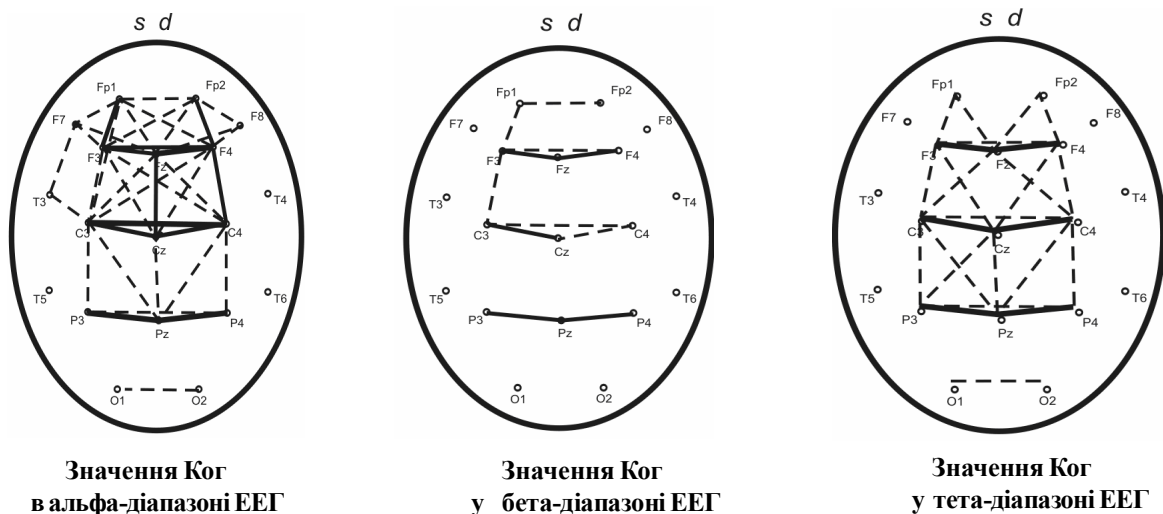 s d
Fp1 Fp2
F7 F8
F3 Fz F4
T3 T4
C3 Cz C4
T5 T6
P3 Pz P4
O1 O2
Значення Ког
в альфа-діапазоні ЕЕГ
s d
Fp1 Fp2
F7 F8
F3 Fz F4
T3 T4
C3 Cz C4
T5 T6
P3 Pz P4
O1 O2
Значення Ког
у бета-діапазоні ЕЕГ
s d
Fp1 Fp2
F7 F8
F3 Fz F4
T3 T4
C3 Cz C4
T5 T6
P3 Pz P4
O1 O2
Значення Ког
у тета-діапазоні ЕЕГ